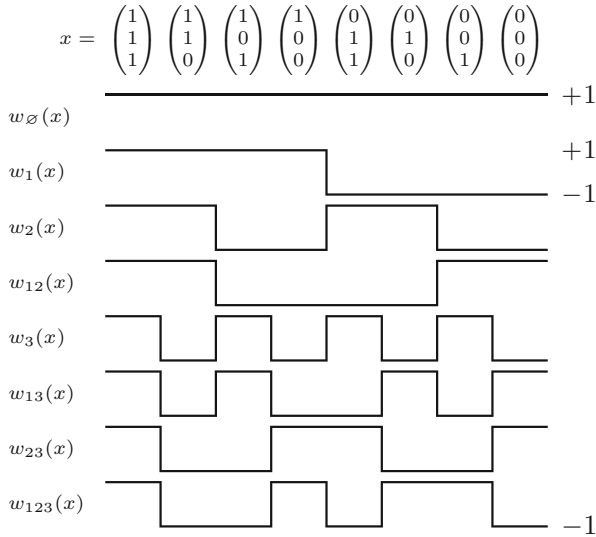 x = (1 1 1) (1 1 0) (1 0 1) (1 0 0) (0 1 1) (0 1 0) (0 0 1) (0 0 0)
+1
w∅(x)
+1
w1(x)
−1
w2(x)
w12(x)
w3(x)
w13(x)
w23(x)
w123(x)
−1